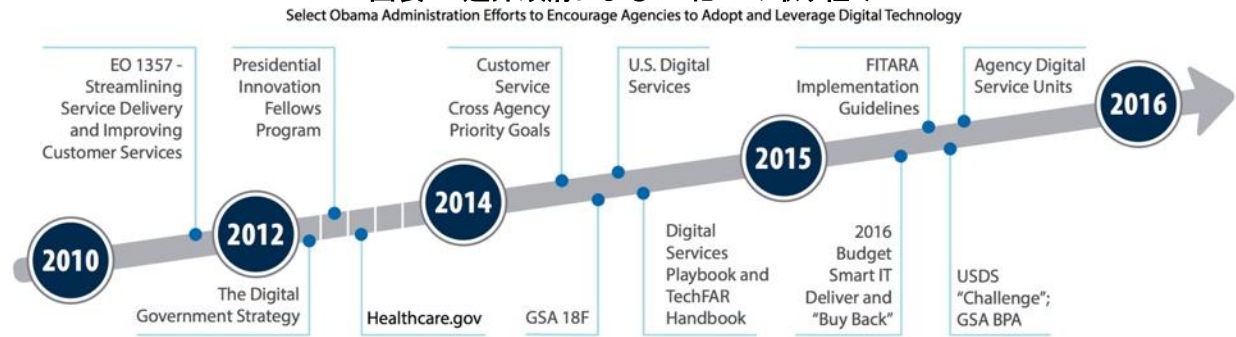 Select Obama Administration Efforts to Encourage Agencies to Adopt and Leverage Digital Technology
EO 1357 -
Streamlining
Service Delivery
and Improving
Customer Services
Presidential
Innovation
Fellows
Program
Customer
Service
Cross Agency
Priority Goals
U.S. Digital
Services
FITARA
Implementation
Guidelines
Agency Digital
Service Units
2010
2012
2014
2015
2016
The Digital
Government Strategy
Healthcare.gov
GSA 18F
Digital
Services
Playbook and
TechFAR
Handbook
2016
Budget
Smart IT
Deliver and
"Buy Back"
USDS
"Challenge";
GSA BPA